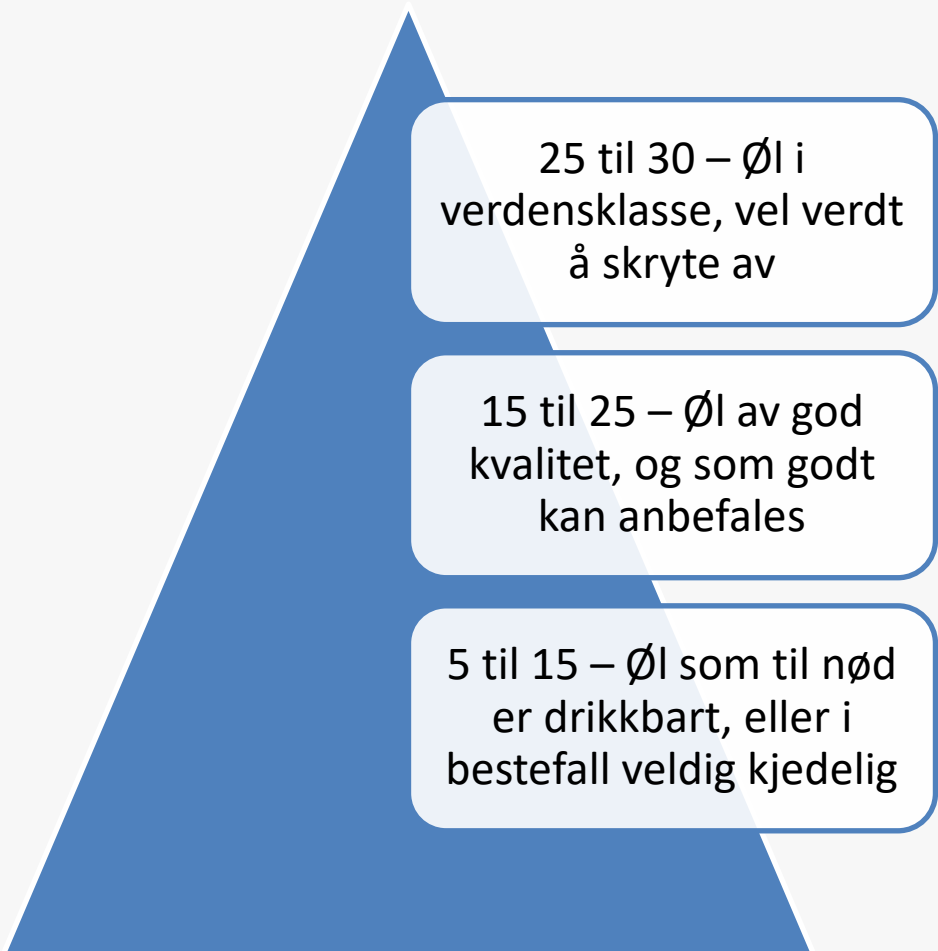 25 til 30 – Øl i
verdensklasse, vel verdt
å skryte av
15 til 25 – Øl av god
kvalitet, og som godt
kan anbefales
5 til 15 – Øl som til nød
er drikkbart, eller i
bestefall veldig kjedelig